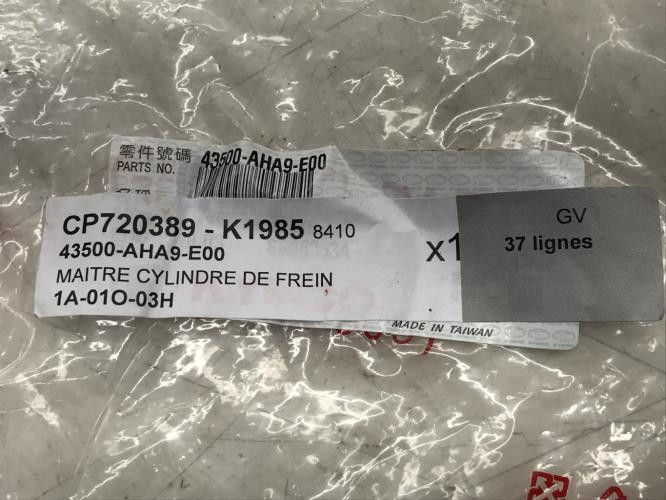 零件號碼
PARTS NO.
43500-AHA9-E00
CP720389 - K1985 8410
43500-AHA9-E00
MAITRE CYLINDRE DE FREIN
1A-01O-03H
x1
GV
37 lignes
MADE IN TAIWAN